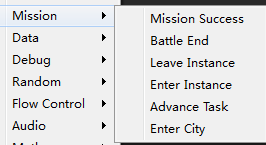 Mission
Data
Debug
Random
Flow Control
Audio
Mission Success
Battle End
Leave Instance
Enter Instance
Advance Task
Enter City